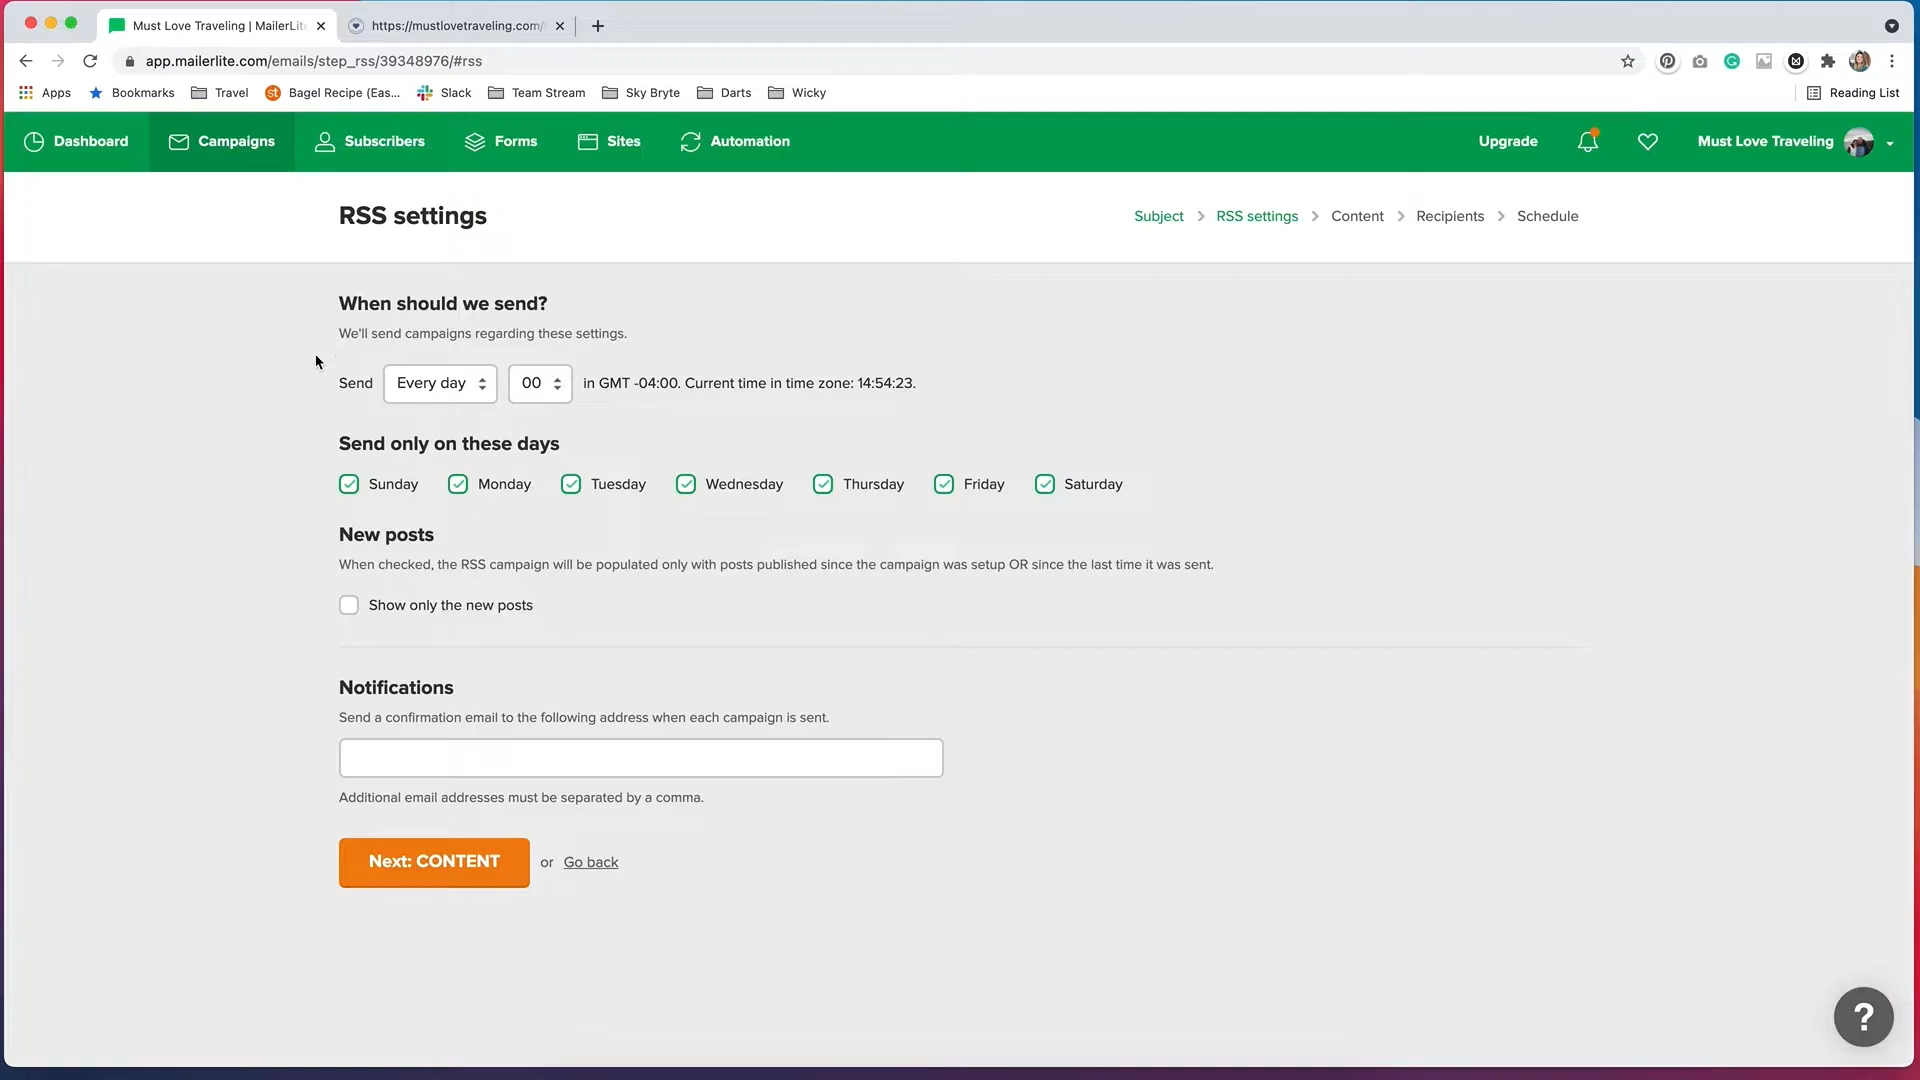 Must Love Traveling | MailerLite
https://mustlovetraveling.com/
app.mailerlite.com/emails/step_rss/39348976/#rss
Apps Bookmarks Travel Bagel Recipe (Eas... Slack Team Stream Sky Bryte Darts Wicky Reading List
Dashboard Campaigns Subscribers Forms Sites Automation Upgrade Must Love Traveling
RSS settings
Subject > RSS settings > Content > Recipients > Schedule
When should we send?
We'll send campaigns regarding these settings.
Send Every day 00 in GMT -04:00. Current time in time zone: 14:54:23.
Send only on these days
Sunday Monday Tuesday Wednesday Thursday Friday Saturday
New posts
When checked, the RSS campaign will be populated only with posts published since the campaign was setup OR since the last time it was sent.
Show only the new posts
Notifications
Send a confirmation email to the following address when each campaign is sent.
Additional email addresses must be separated by a comma.
Next: CONTENT or Go back
?